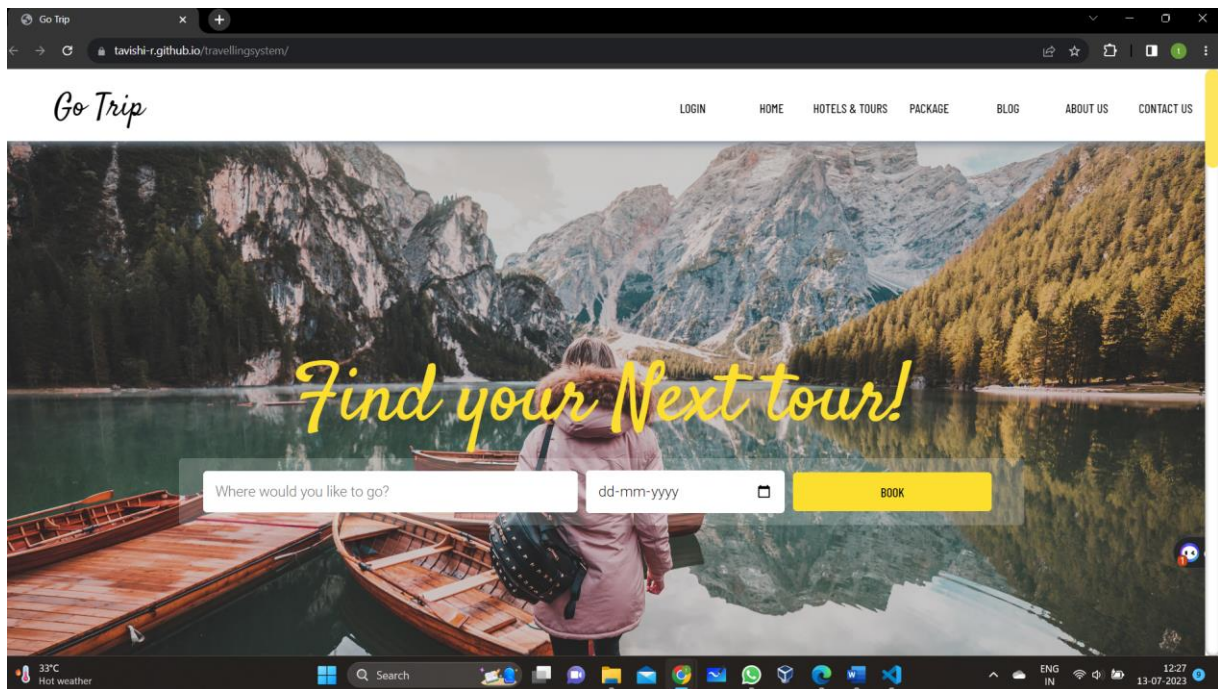 Go Trip
tavishi-r.github.io/travellingsystem/
Go Trip
LOGIN HOME HOTELS & TOURS PACKAGE BLOG ABOUT US CONTACT US
Find your Next tour!
Where would you like to go? dd-mm-yyyy BOOK
33°C
Hot weather
Search
ENG
IN
12:27
13-07-2023